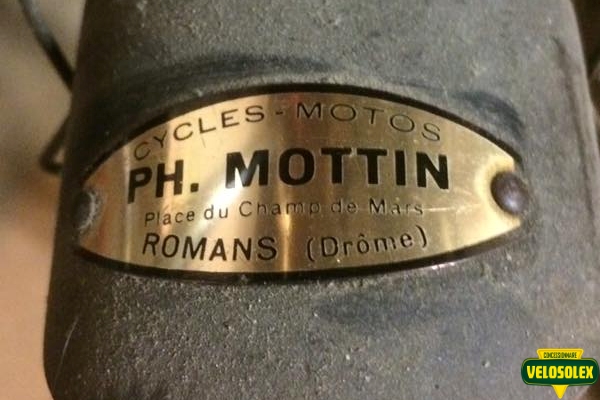 CYCLES - MOTOS
PH. MOTTIN
Place du Champ de Mars
ROMANS (Drôme)
CONCESSIONNAIRE
VELOSOLEX